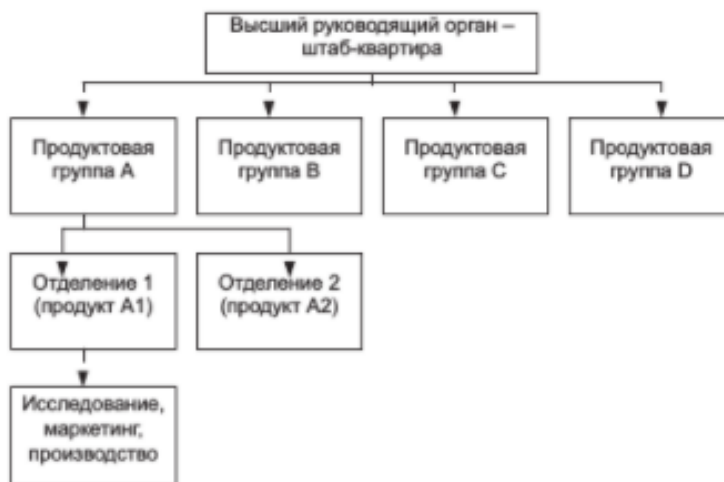 Высший руководящий орган –
штаб-квартира
Продуктовая
группа А
Продуктовая
группа В
Продуктовая
группа С
Продуктовая
группа D
Отделение 1
(продукт А1)
Отделение 2
(продукт А2)
Исследование,
маркетинг,
производство